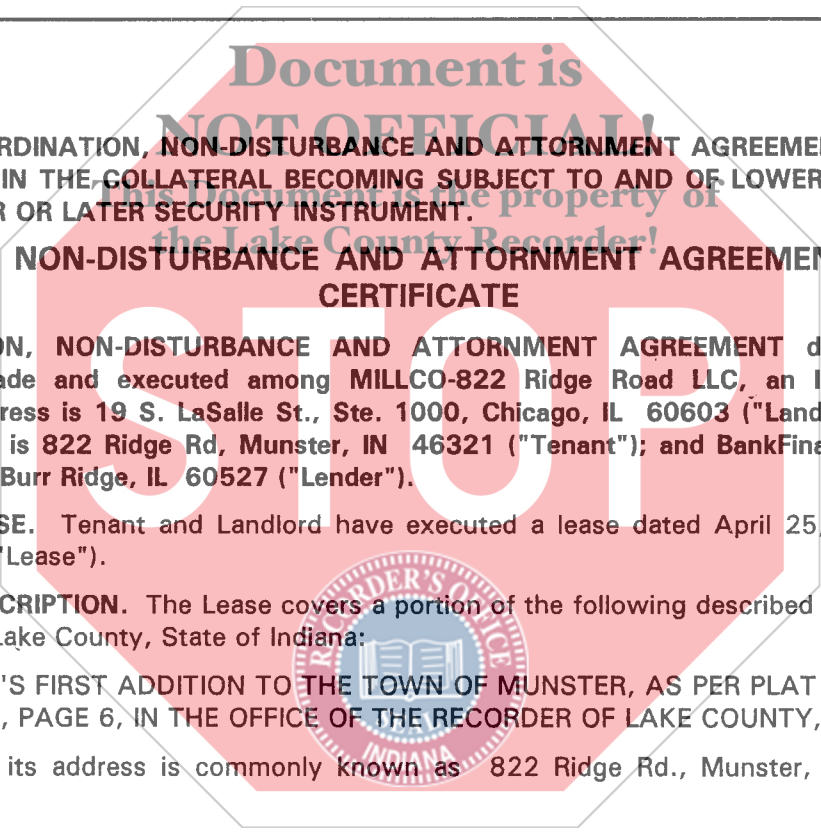 Document is
NOT OFFICIAL!
RDINATION, NON-DISTURBANCE AND ATTORNMENT AGREEME
IN THE COLLATERAL BECOMING SUBJECT TO AND OF LOWER
This Document is the property of
R OR LATER SECURITY INSTRUMENT.
the Lake County Recorder!
NON-DISTURBANCE AND ATTORNMENT AGREEMEN
CERTIFICATE
STOP
ON, NON-DISTURBANCE AND ATTORNMENT AGREEMENT d
ade and executed among MILLCO-822 Ridge Road LLC, an I
ress is 19 S. LaSalle St., Ste. 1000, Chicago, IL 60603 ("Land
is 822 Ridge Rd, Munster, IN 46321 ("Tenant"); and BankFina
Burr Ridge, IL 60527 ("Lender").
SE. Tenant and Landlord have executed a lease dated April 25,
"Lease").
CRIPTION. The Lease covers a portion of the following described
Lake County, State of Indiana:
RECORDER'S OFFICE
SEAL
INDIANA
'S FIRST ADDITION TO THE TOWN OF MUNSTER, AS PER PLAT
, PAGE 6, IN THE OFFICE OF THE RECORDER OF LAKE COUNTY,
its address is commonly known as 822 Ridge Rd., Munster,